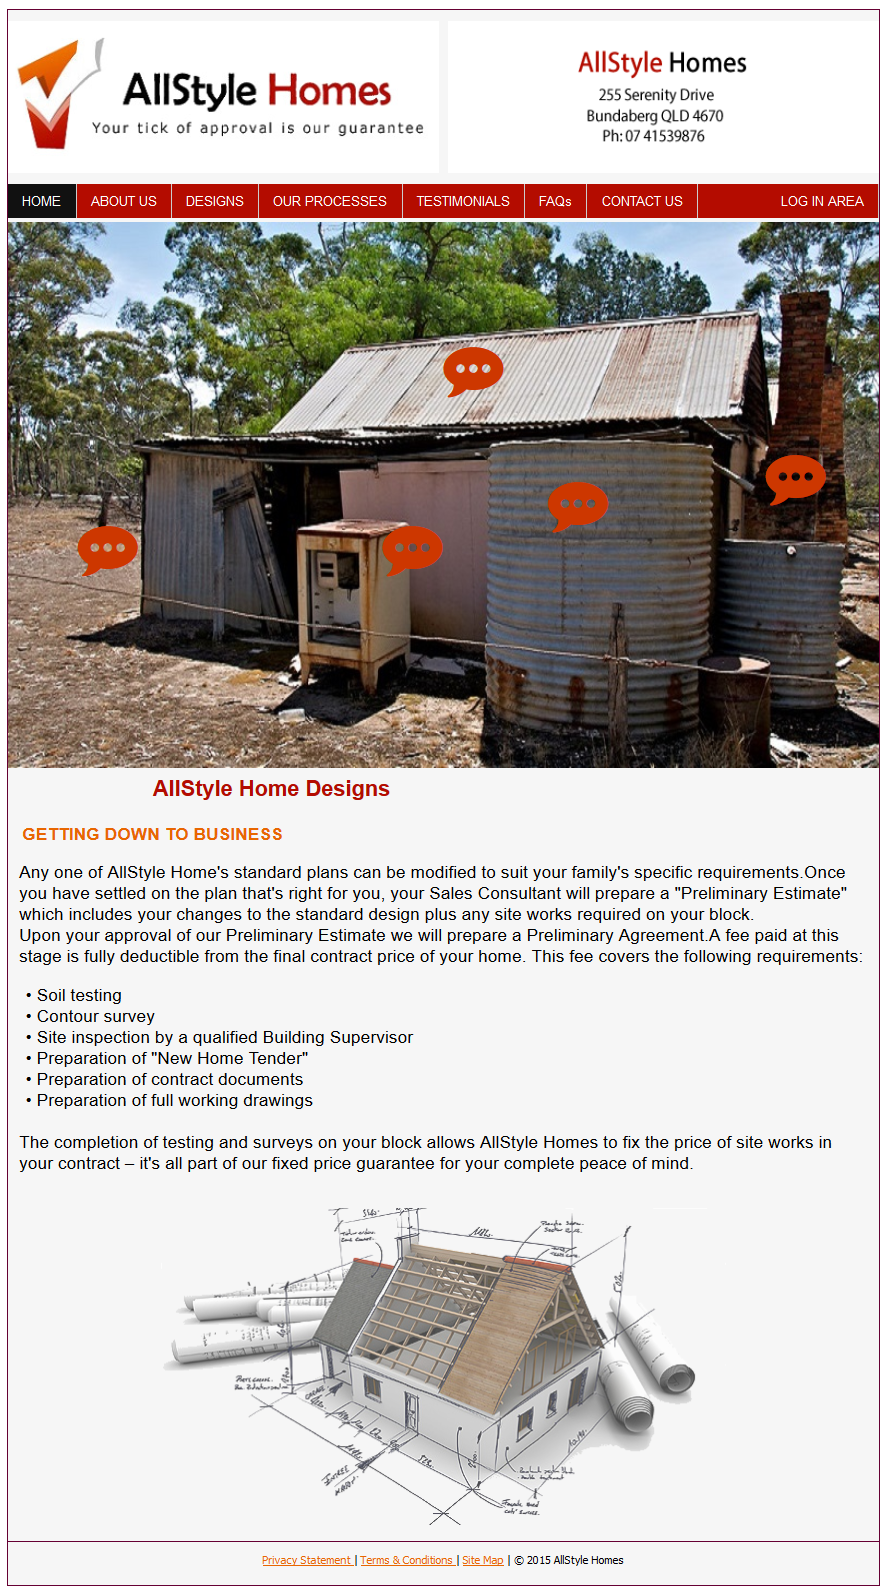 AllStyle Homes
Your tick of approval is our guarantee
AllStyle Homes
255 Serenity Drive
Bundaberg QLD 4670
Ph: 07 41539876
HOME ABOUT US DESIGNS OUR PROCESSES TESTIMONIALS FAQs CONTACT US LOG IN AREA
AllStyle Home Designs
GETTING DOWN TO BUSINESS
Any one of AllStyle Home's standard plans can be modified to suit your family's specific requirements.Once
you have settled on the plan that's right for you, your Sales Consultant will prepare a "Preliminary Estimate"
which includes your changes to the standard design plus any site works required on your block.
Upon your approval of our Preliminary Estimate we will prepare a Preliminary Agreement.A fee paid at this
stage is fully deductible from the final contract price of your home. This fee covers the following requirements:
• Soil testing
• Contour survey
• Site inspection by a qualified Building Supervisor
• Preparation of "New Home Tender"
• Preparation of contract documents
• Preparation of full working drawings
The completion of testing and surveys on your block allows AllStyle Homes to fix the price of site works in
your contract – it's all part of our fixed price guarantee for your complete peace of mind.
Privacy Statement | Terms & Conditions | Site Map | © 2015 AllStyle Homes